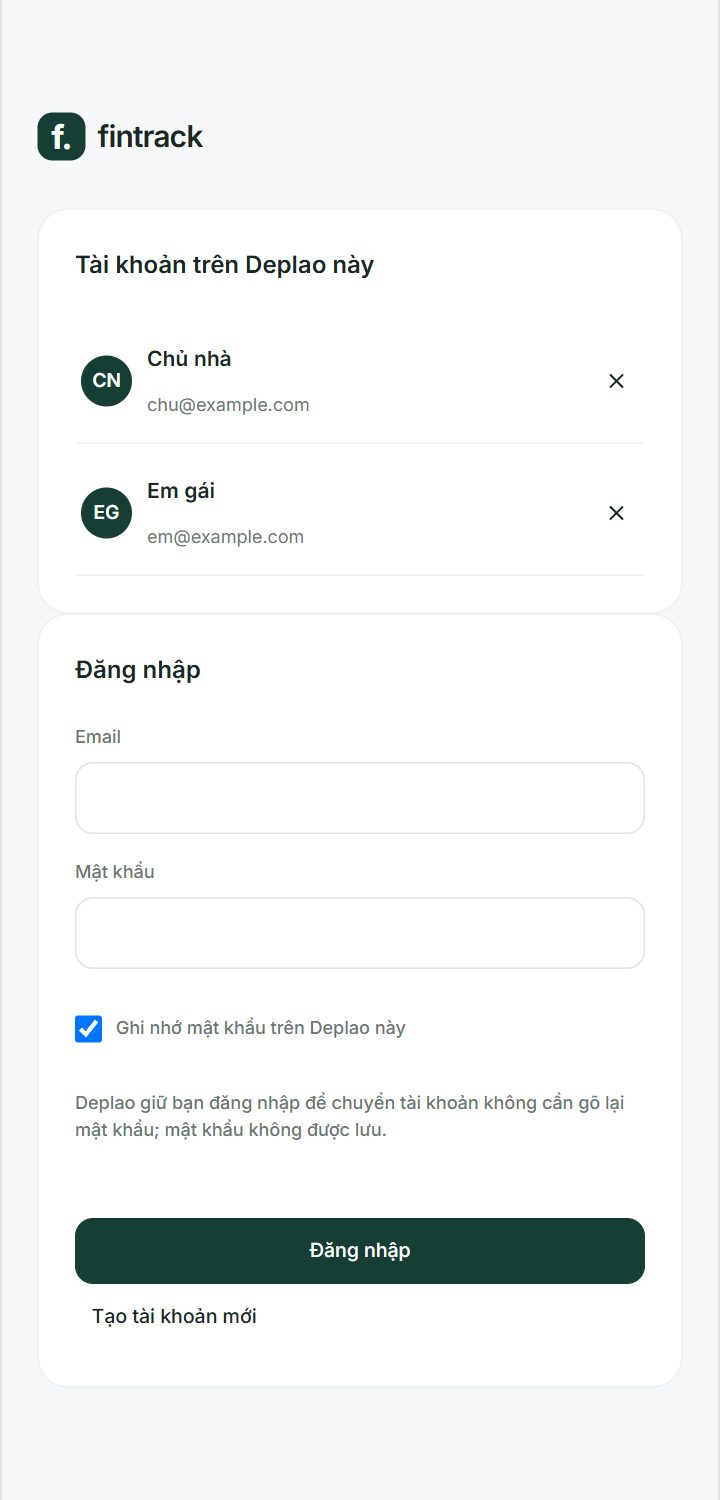 f. fintrack
Tài khoản trên Deplao này
CN
Chủ nhà
chu@example.com
EG
Em gái
em@example.com
Đăng nhập
Email
Mật khẩu
Ghi nhớ mật khẩu trên Deplao này
Deplao giữ bạn đăng nhập để chuyển tài khoản không cần gõ lại
mật khẩu; mật khẩu không được lưu.
Đăng nhập
Tạo tài khoản mới